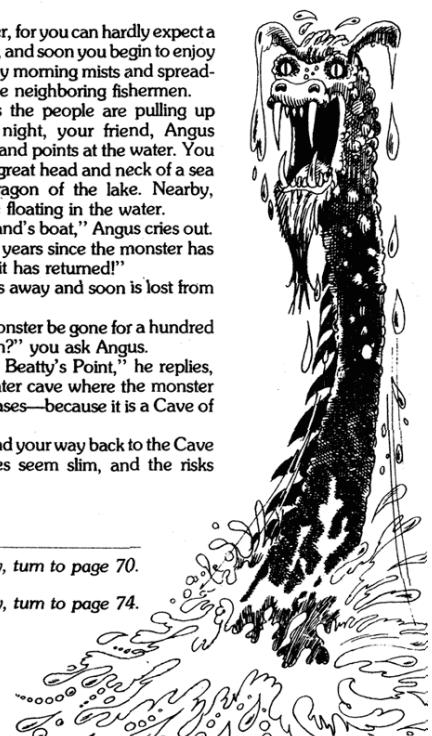 r, for you can hardly expect a
, and soon you begin to enjoy
y morning mists and spread-
e neighboring fishermen.
s the people are pulling up
night, your friend, Angus
and points at the water. You
great head and neck of a sea
ragon of the lake. Nearby,
floating in the water.
and's boat," Angus cries out.
years since the monster has
it has returned!"
s away and soon is lost from
onster be gone for a hundred
n?" you ask Angus.
Beatty's Point," he replies,
ater cave where the monster
ases—because it is a Cave of
nd your way back to the Cave
es seem slim, and the risks
, turn to page 70.
, turn to page 74.